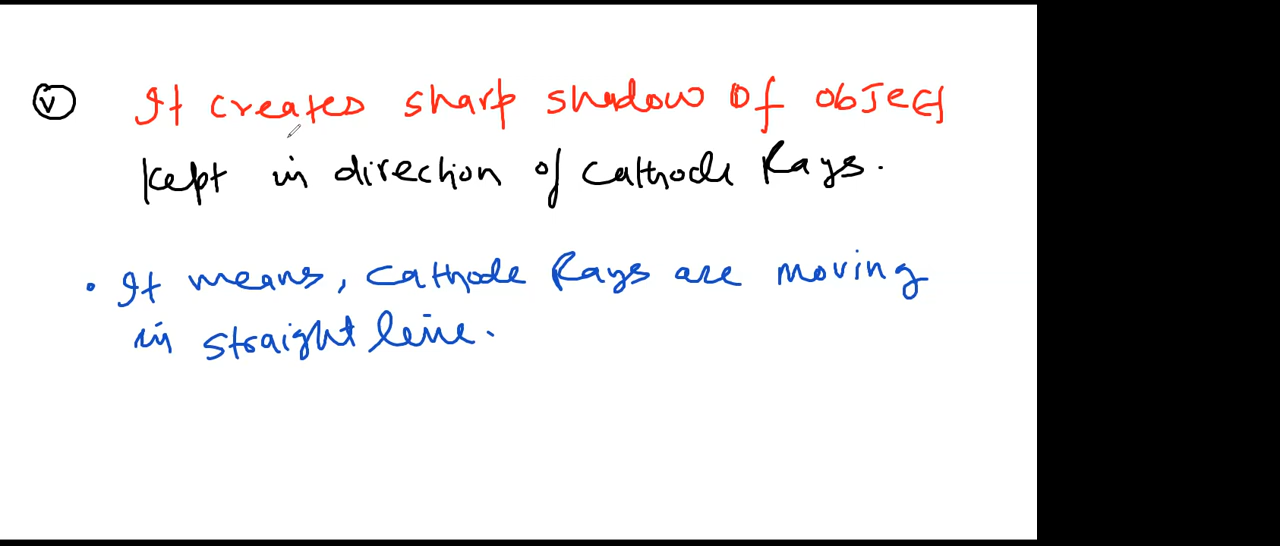 (v) It creates sharp shadow of object
kept in direction of cathode Rays.
• It means, cathode Rays are moving
in straight line.